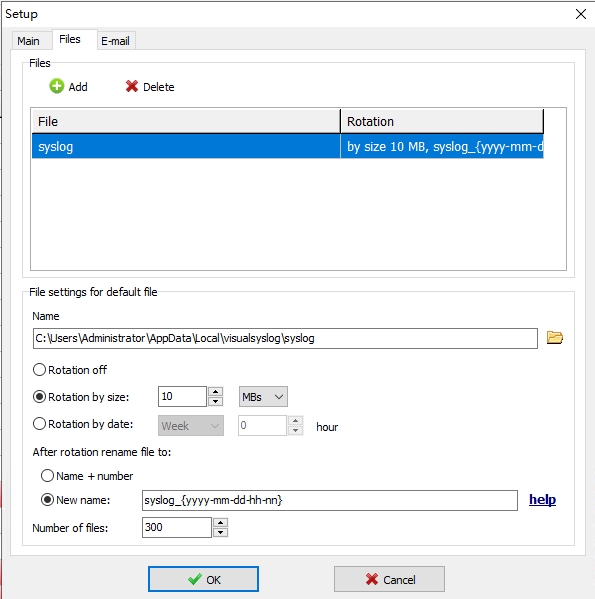 Setup
Main Files E-mail
Files
Add Delete
File Rotation
syslog by size 10 MB, syslog_{yyyy-mm-d
File settings for default file
Name
C:\Users\Administrator\AppData\Local\visualsyslog\syslog
Rotation off
Rotation by size: 10 MBs
Rotation by date: Week 0 hour
After rotation rename file to:
Name + number
New name: syslog_{yyyy-mm-dd-hh-nn} help
Number of files: 300
OK Cancel